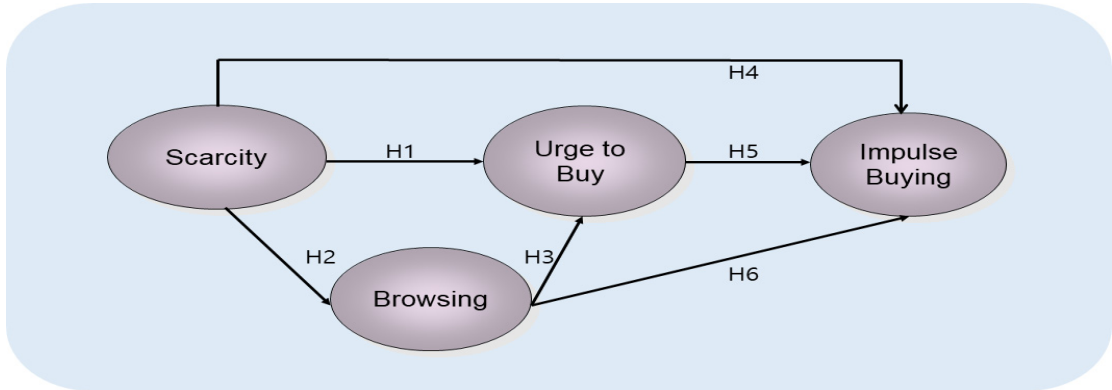 H4
Scarcity
H1
Urge to
Buy
H5
Impulse
Buying
H2
H3
H6
Browsing